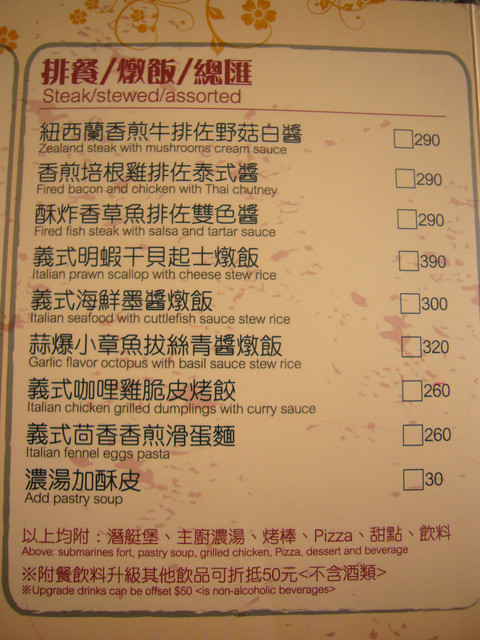 排餐/燉飯/總匯
Steak/stewed/assorted
紐西蘭香煎牛排佐野菇白醬 □290
Zealand steak with mushrooms cream sauce
香煎培根雞排佐泰式醬 □290
Fired bacon and chicken with Thai chutney
酥炸香草魚排佐雙色醬 □290
Fired fish steak with salsa and tartar sauce
義式明蝦干貝起士燉飯 □390
Italian prawn scallop with cheese stew rice
義式海鮮墨醬燉飯 □300
Italian seafood with cuttlefish sauce stew rice
蒜爆小章魚拔絲青醬燉飯 □320
Garlic flavor octopus with basil sauce stew rice
義式咖哩雞脆皮烤餃 □260
Italian chicken grilled dumplings with curry sauce
義式茴香香煎滑蛋麵 □260
Italian fennel eggs pasta
濃湯加酥皮 □30
Add pastry soup
以上均附：潛艇堡、主廚濃湯、烤棒、Pizza、甜點、飲料
Above: submarines fort, pastry soup, grilled chicken, Pizza, dessert and beverage
※附餐飲料升級其他飲品可折抵50元<不含酒類>
※Upgrade drinks can be offset $50 <is non-alcoholic beverages>